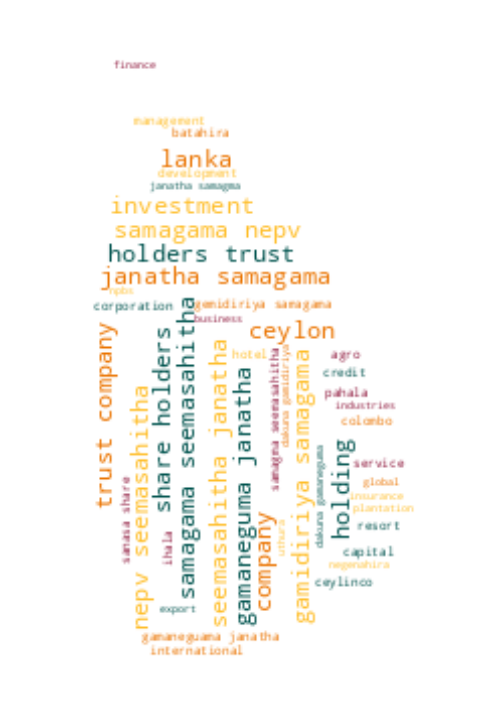 finance
management
batahira
lanka
development
janatha samagma
investment
samagama nepv
holders trust
janatha samagama
npbs
corporation
gemidiriya samagama
business
ceylon
hotel
trust company
share holders
samagama seemasahitha
nepv seemasahitha
seemasahitha janatha
gamaneguma janatha
samagma seemasahitha
dakuna gamidiriya
gamidiriya samagama
agro
credit
pahala
industries
colombo
service
global
insurance
plantation
resort
holding
dakuna gamaneguma
capital
negenahira
ceylinco
company
uthura
sanasa share
ihala
export
gamaneguama janatha
international